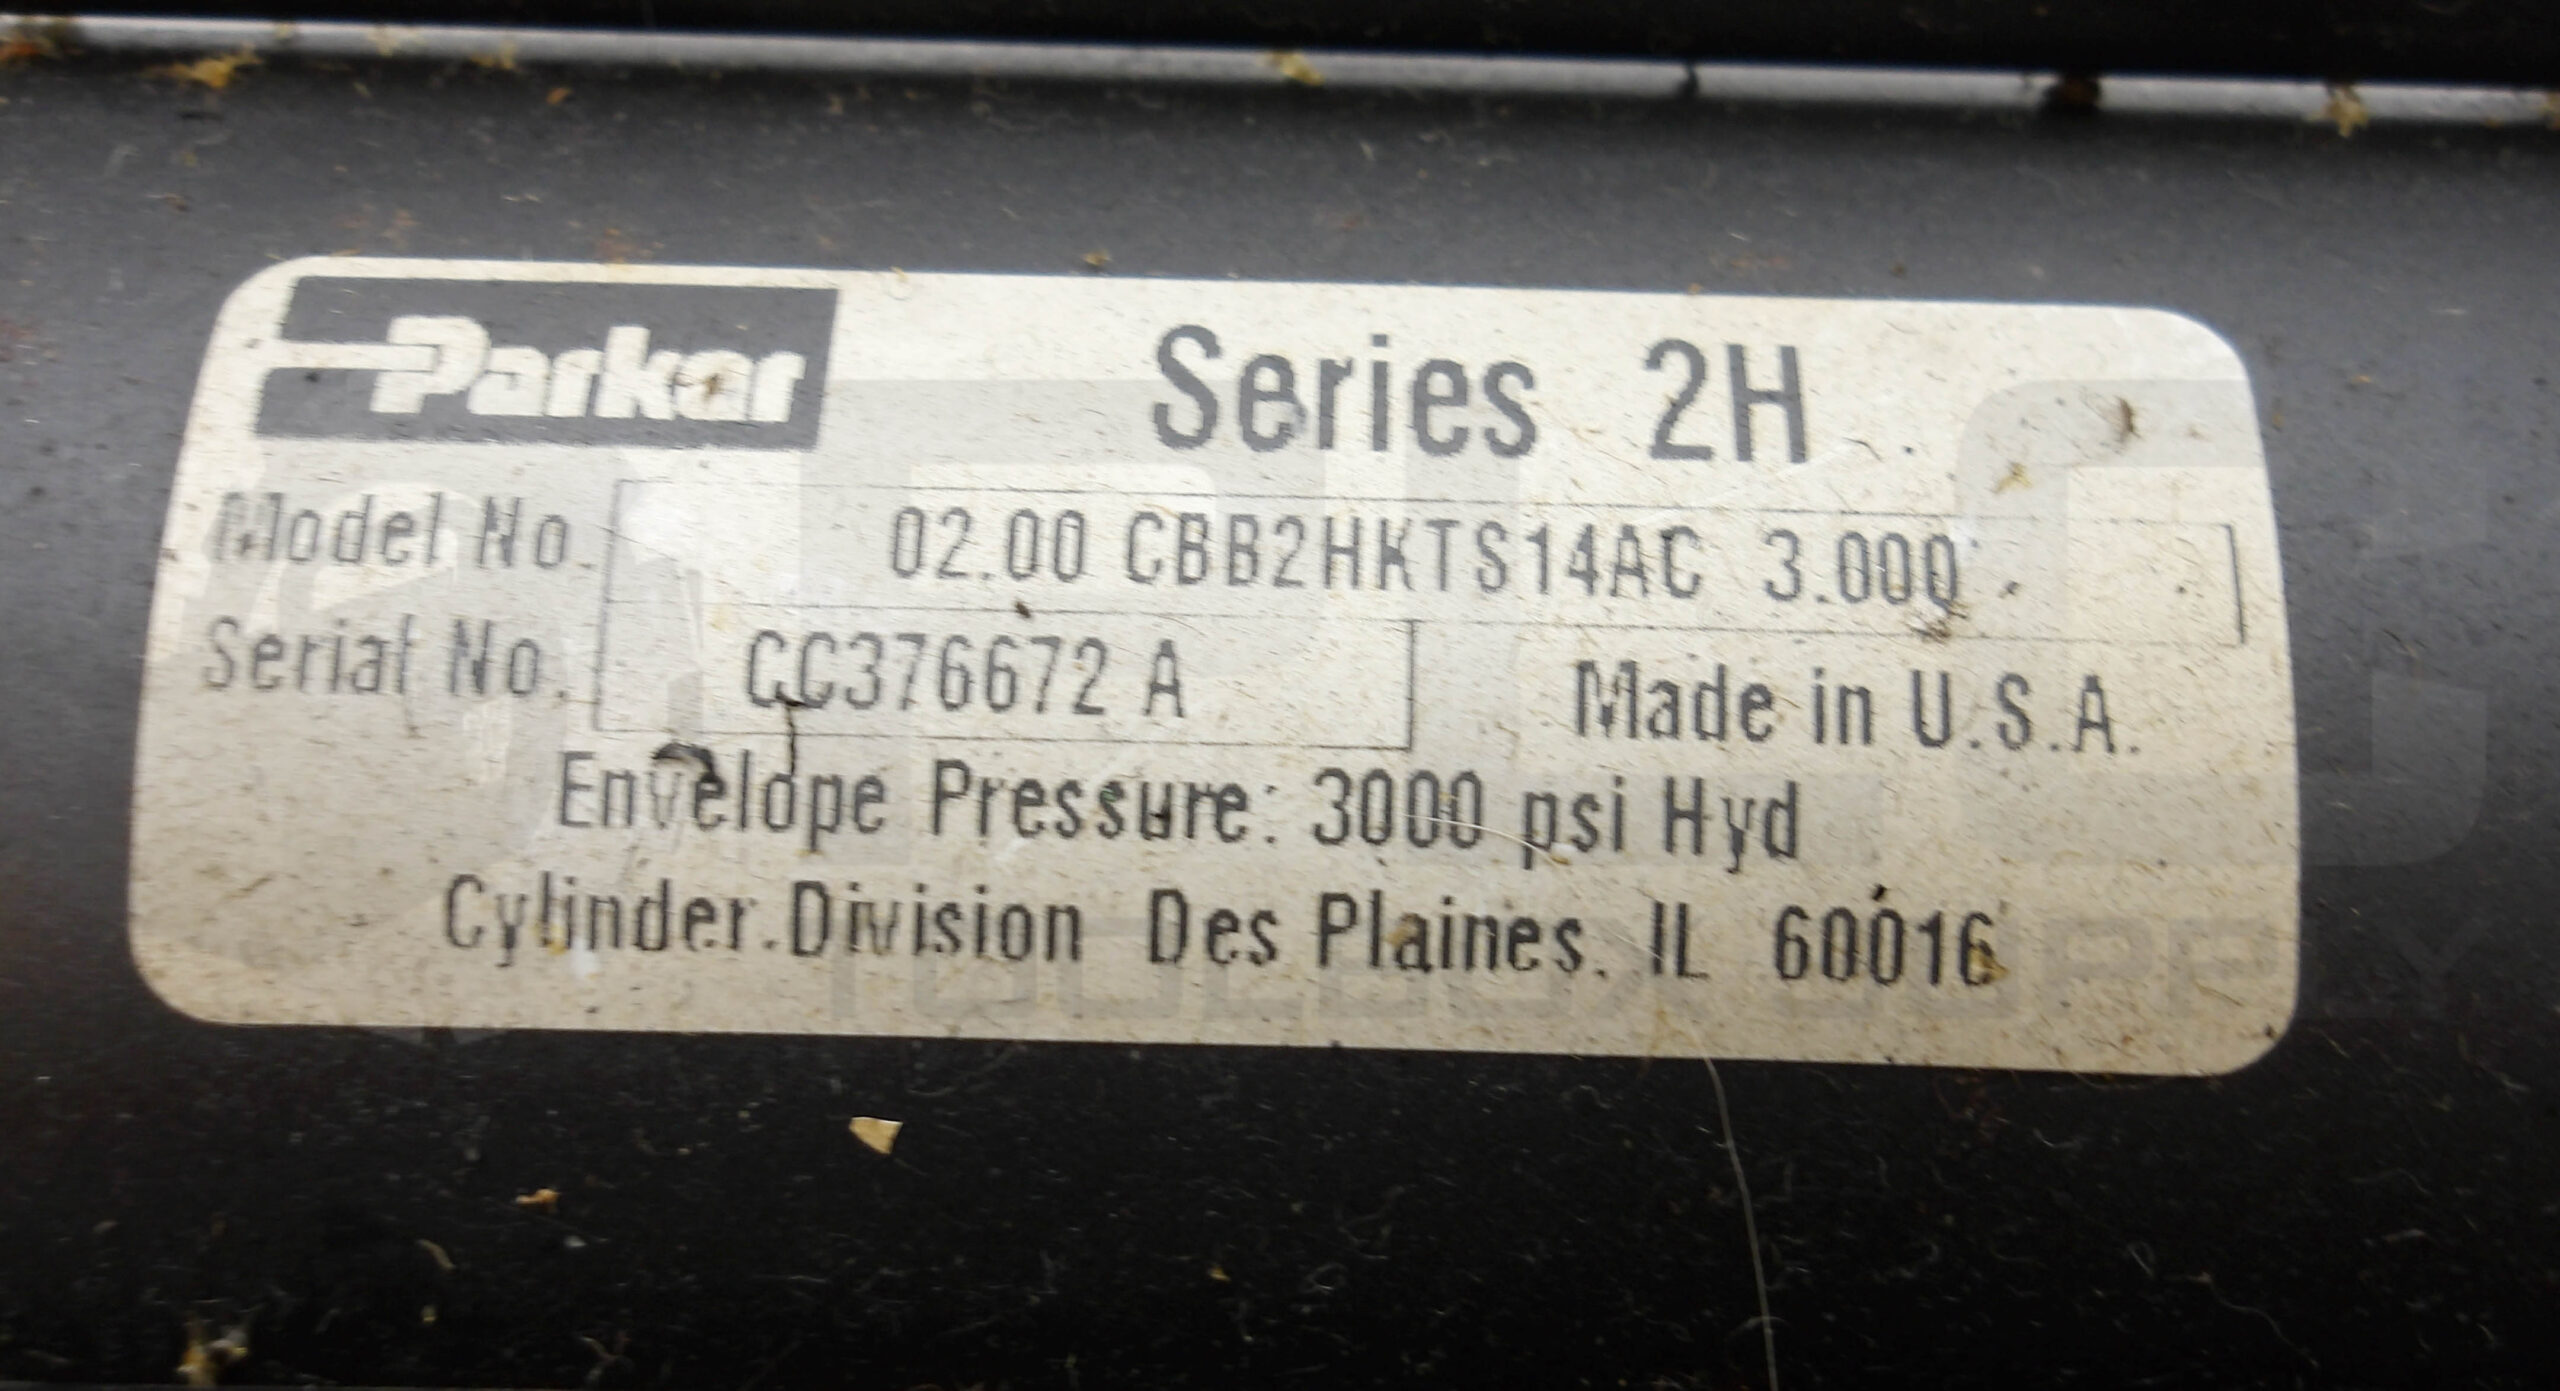 Parker Series 2H
Model No. 02.00 CBB2HKTS14AC 3.000
Serial No. CC376672 A
Made in U.S.A.
Envelope Pressure: 3000 psi Hyd
Cylinder Division Des Plaines, IL 60016